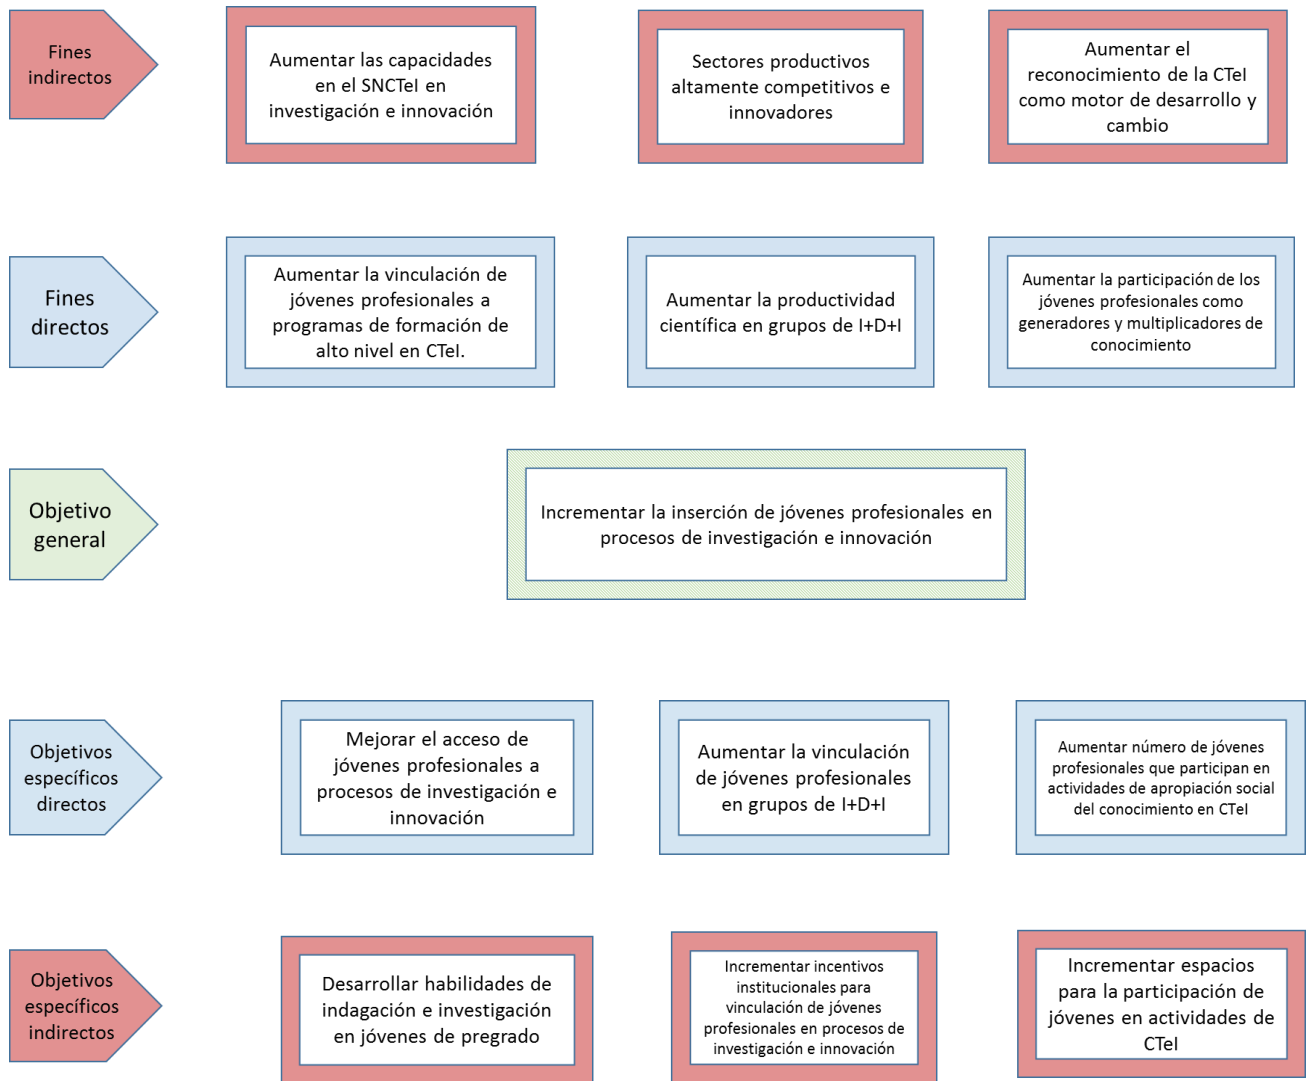 Fines
indirectos
Aumentar las capacidades
en el SNCTeI en
investigación e innovación
Sectores productivos
altamente competitivos e
innovadores
Aumentar el
reconocimiento de la CTeI
como motor de desarrollo y
cambio
Fines
directos
Aumentar la vinculación de
jóvenes profesionales a
programas de formación de
alto nivel en CTeI.
Aumentar la productividad
científica en grupos de I+D+I
Aumentar la participación de los
jóvenes profesionales como
generadores y multiplicadores de
conocimiento
Objetivo
general
Incrementar la inserción de jóvenes profesionales en
procesos de investigación e innovación
Objetivos
específicos
directos
Mejorar el acceso de
jóvenes profesionales a
procesos de investigación e
innovación
Aumentar la vinculación
de jóvenes profesionales
en grupos de I+D+I
Aumentar número de jóvenes
profesionales que participan en
actividades de apropiación social
del conocimiento en CTeI
Objetivos
específicos
indirectos
Desarrollar habilidades de
indagación e investigación
en jóvenes de pregrado
Incrementar incentivos
institucionales para
vinculación de jóvenes
profesionales en procesos de
investigación e innovación
Incrementar espacios
para la participación de
jóvenes en actividades de
CTeI